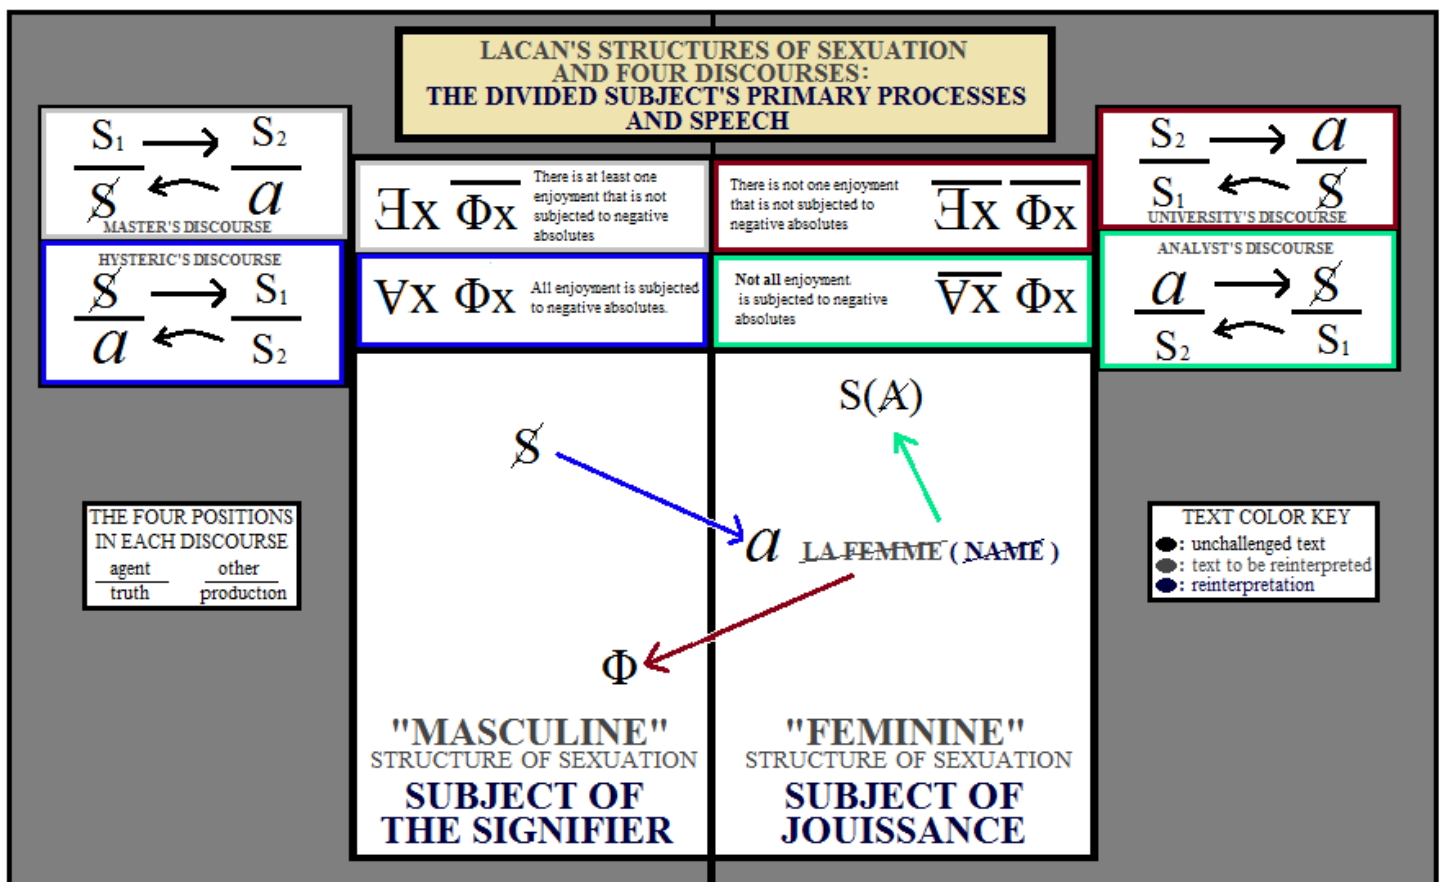 LACAN'S STRUCTURES OF SEXUATION
AND FOUR DISCOURSES:
THE DIVIDED SUBJECT'S PRIMARY PROCESSES
AND SPEECH
S₁ → S₂
$ ← a
MASTER'S DISCOURSE
HYSTERIC'S DISCOURSE
$ → S₁
a ← S₂
∃x Φ̅x̅
There is at least one
enjoyment that is not
subjected to negative
absolutes
∀x Φx
All enjoyment is subjected
to negative absolutes.
There is not one enjoyment
that is not subjected to
negative absolutes
∃̅x̅ Φ̅x̅
Not all enjoyment.
is subjected to negative
absolutes
∀̅x̅ Φx
S₂ → a
S₁ ← $
UNIVERSITY'S DISCOURSE
ANALYST'S DISCOURSE
a → $
S₂ ← S₁
$
S(Ⱥ)
a LA FEMME ( NAME )
Φ
THE FOUR POSITIONS
IN EACH DISCOURSE
agent other
truth production
TEXT COLOR KEY
: unchallenged text
: text to be reinterpreted
: reinterpretation
"MASCULINE"
STRUCTURE OF SEXUATION
SUBJECT OF
THE SIGNIFIER
"FEMININE"
STRUCTURE OF SEXUATION
SUBJECT OF
JOUISSANCE